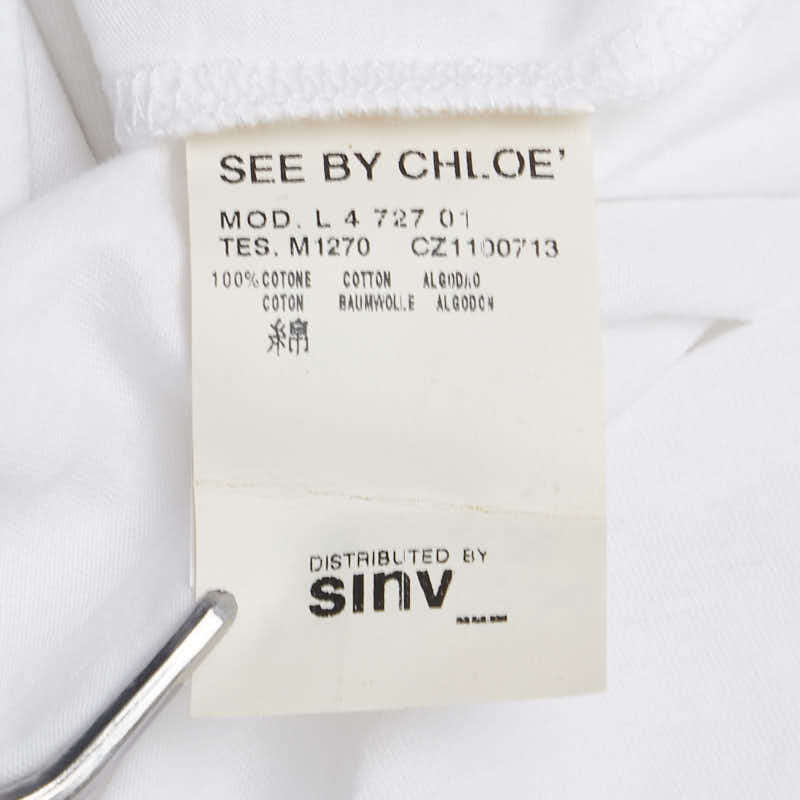 SEE BY CHLOE'
MOD. L 4 727 01
TES. M1270 CZ1100713
100%COTONE COTTON ALGODAO
COTON BAUMWOLLE ALGODON
綿
DISTRIBUTED BY
sinv